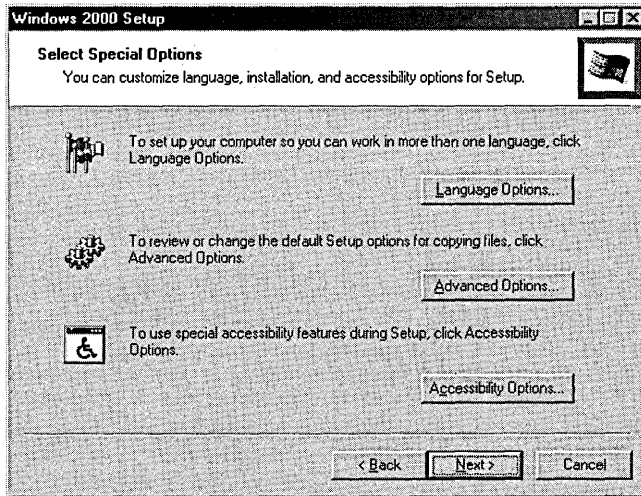 Windows 2000 Setup
Select Special Options
You can customize language, installation, and accessibility options for Setup.
To set up your computer so you can work in more than one language, click
Language Options.
Language Options...
To review or change the default Setup options for copying files, click
Advanced Options.
Advanced Options...
To use special accessibility features during Setup, click Accessibility
Options.
Accessibility Options...
< Back
Next >
Cancel